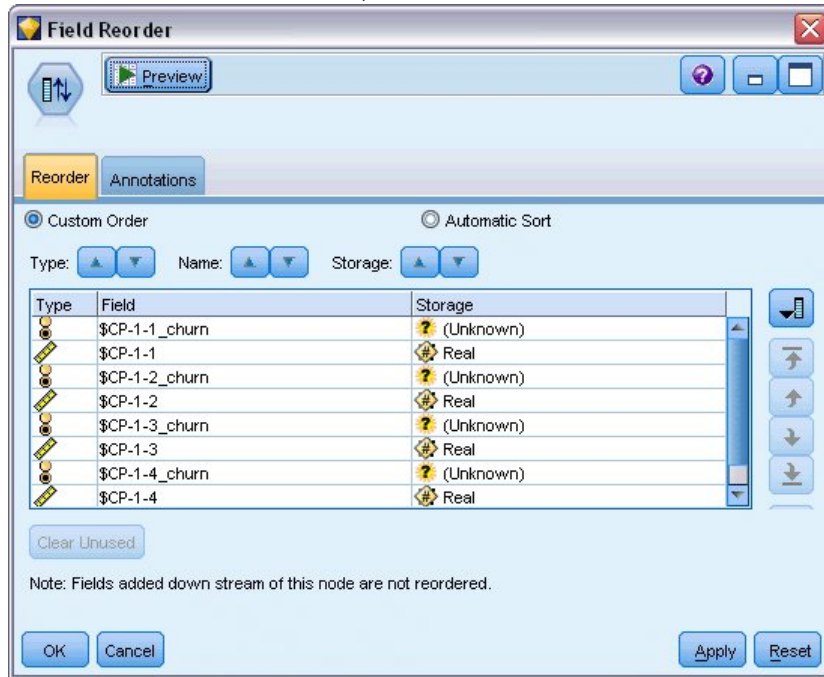 Field Reorder
Preview
Reorder Annotations
Custom Order Automatic Sort
Type: Name: Storage:
Type Field Storage
$CP-1-1_churn ? (Unknown)
$CP-1-1 # Real
$CP-1-2_churn ? (Unknown)
$CP-1-2 # Real
$CP-1-3_churn ? (Unknown)
$CP-1-3 # Real
$CP-1-4_churn ? (Unknown)
$CP-1-4 # Real
Clear Unused
Note: Fields added down stream of this node are not reordered.
OK Cancel Apply Reset